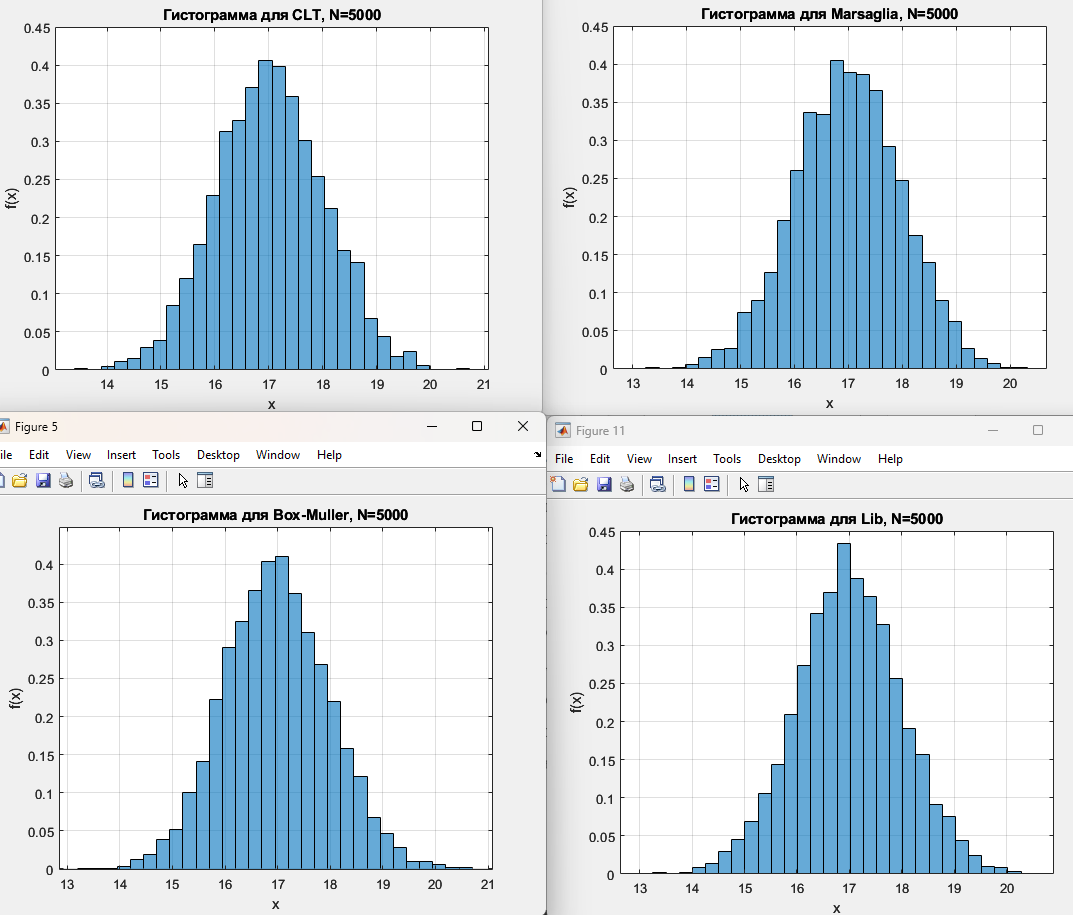 Гистограмма для CLT, N=5000
0.45
0.4
0.35
0.3
0.25
0.2
0.15
0.1
0.05
0
f(x)
14 15 16 17 18 19 20 21
x
Гистограмма для Marsaglia, N=5000
0.45
0.4
0.35
0.3
0.25
0.2
0.15
0.1
0.05
0
f(x)
13 14 15 16 17 18 19 20
x
Figure 5
ile Edit View Insert Tools Desktop Window Help
Гистограмма для Box-Muller, N=5000
0.4
0.35
0.3
0.25
0.2
0.15
0.1
0.05
0
f(x)
13 14 15 16 17 18 19 20 21
x
Figure 11
File Edit View Insert Tools Desktop Window Help
Гистограмма для Lib, N=5000
0.45
0.4
0.35
0.3
0.25
0.2
0.15
0.1
0.05
0
f(x)
13 14 15 16 17 18 19 20
x